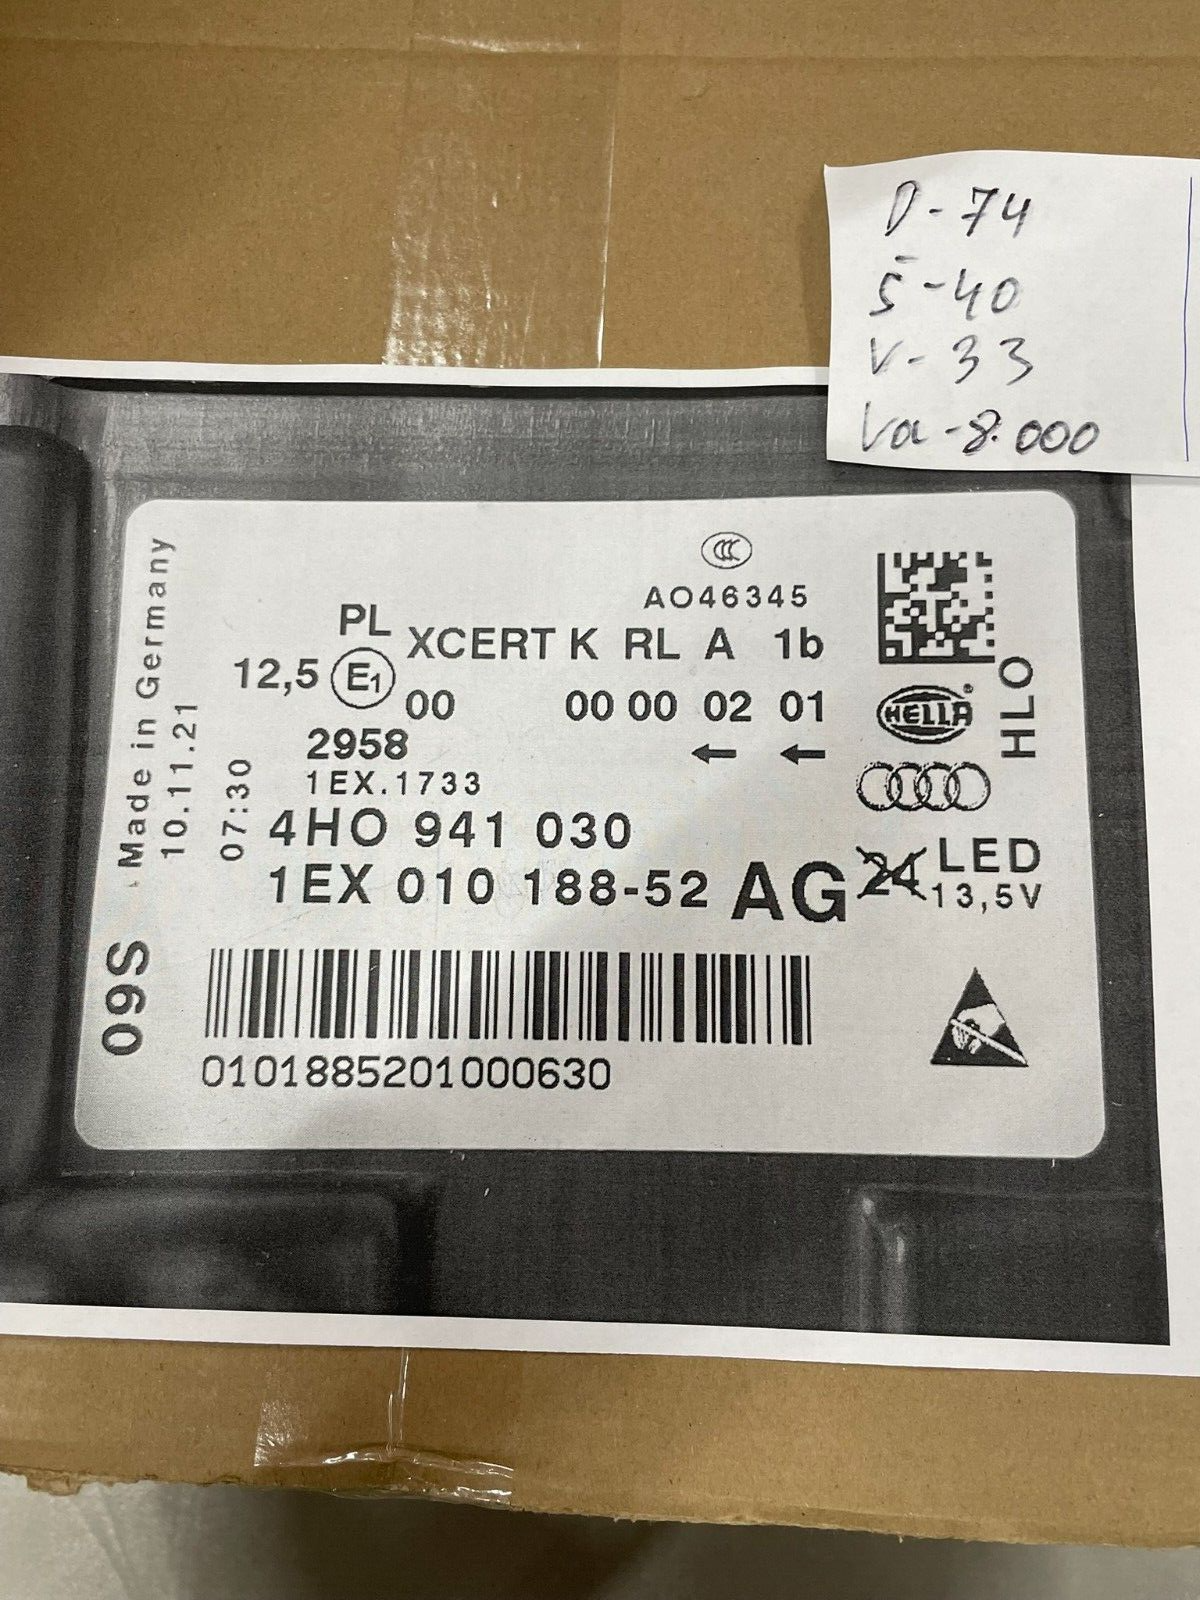 D-74
Š-40
V-33
Va-8.000
Made in Germany
10.11.21
07:30
09S
CCC
AO46345
PL
XCERT K RL A 1b
12,5 E1
00 00 00 02 01
2958
← ←
1EX.1733
HELLA®
HLO
4HO 941 030
1EX 010 188-52 AG
24
LED
13,5V
0101885201000630